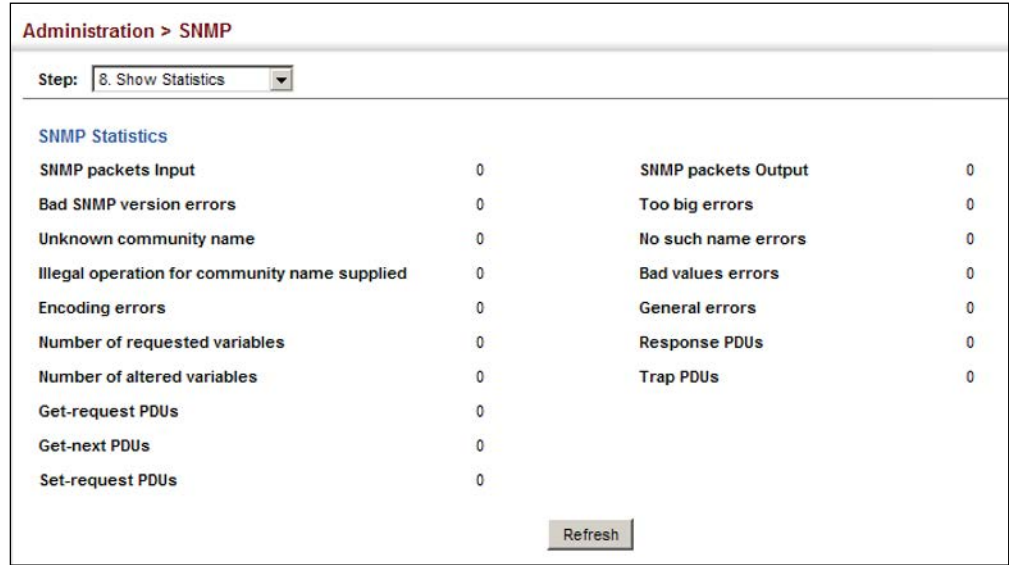 Administration > SNMP
Step: 8. Show Statistics
SNMP Statistics
SNMP packets Input 0 SNMP packets Output 0
Bad SNMP version errors 0 Too big errors 0
Unknown community name 0 No such name errors 0
Illegal operation for community name supplied 0 Bad values errors 0
Encoding errors 0 General errors 0
Number of requested variables 0 Response PDUs 0
Number of altered variables 0 Trap PDUs 0
Get-request PDUs 0
Get-next PDUs 0
Set-request PDUs 0
Refresh